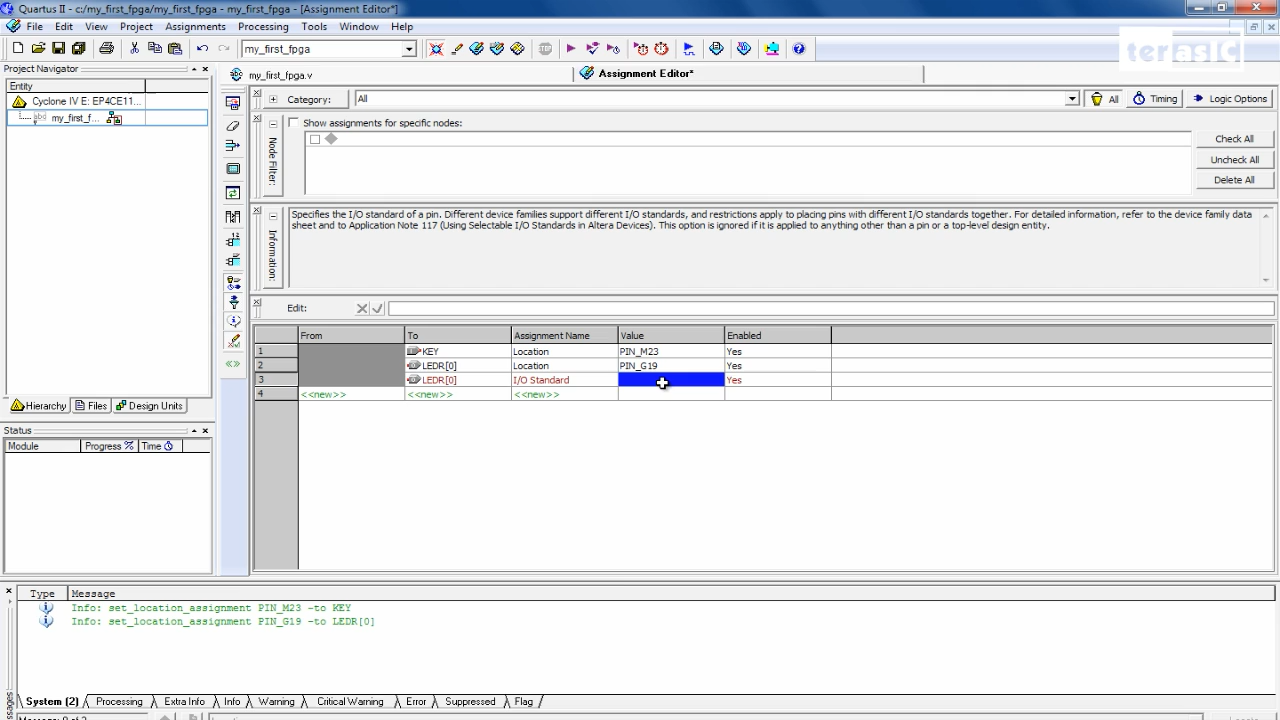 Quartus II - c:/my_first_fpga/my_first_fpga - my_first_fpga - [Assignment Editor*]
File Edit View Project Assignments Processing Tools Window Help
my_first_fpga
terasIC
Project Navigator
Entity
Cyclone IV E: EP4CE11...
abc my_first_f...
Hierarchy Files Design Units
Status
Module Progress % Time
my_first_fpga.v
Assignment Editor*
Category: All
All Timing Logic Options
Node Filter:
Show assignments for specific nodes:
Check All
Uncheck All
Delete All
Information:
Specifies the I/O standard of a pin. Different device families support different I/O standards, and restrictions apply to placing pins with different I/O standards together. For detailed information, refer to the device family data
sheet and to Application Note 117 (Using Selectable I/O Standards in Altera Devices). This option is ignored if it is applied to anything other than a pin or a top-level design entity.
Edit:
From To Assignment Name Value Enabled
1 KEY Location PIN_M23 Yes
2 LEDR[0] Location PIN_G19 Yes
3 LEDR[0] I/O Standard Yes
4 <<new>> <<new>> <<new>>
Type Message
Info: set_location_assignment PIN_M23 -to KEY
Info: set_location_assignment PIN_G19 -to LEDR[0]
System (2) Processing Extra Info Info Warning Critical Warning Error Suppressed Flag